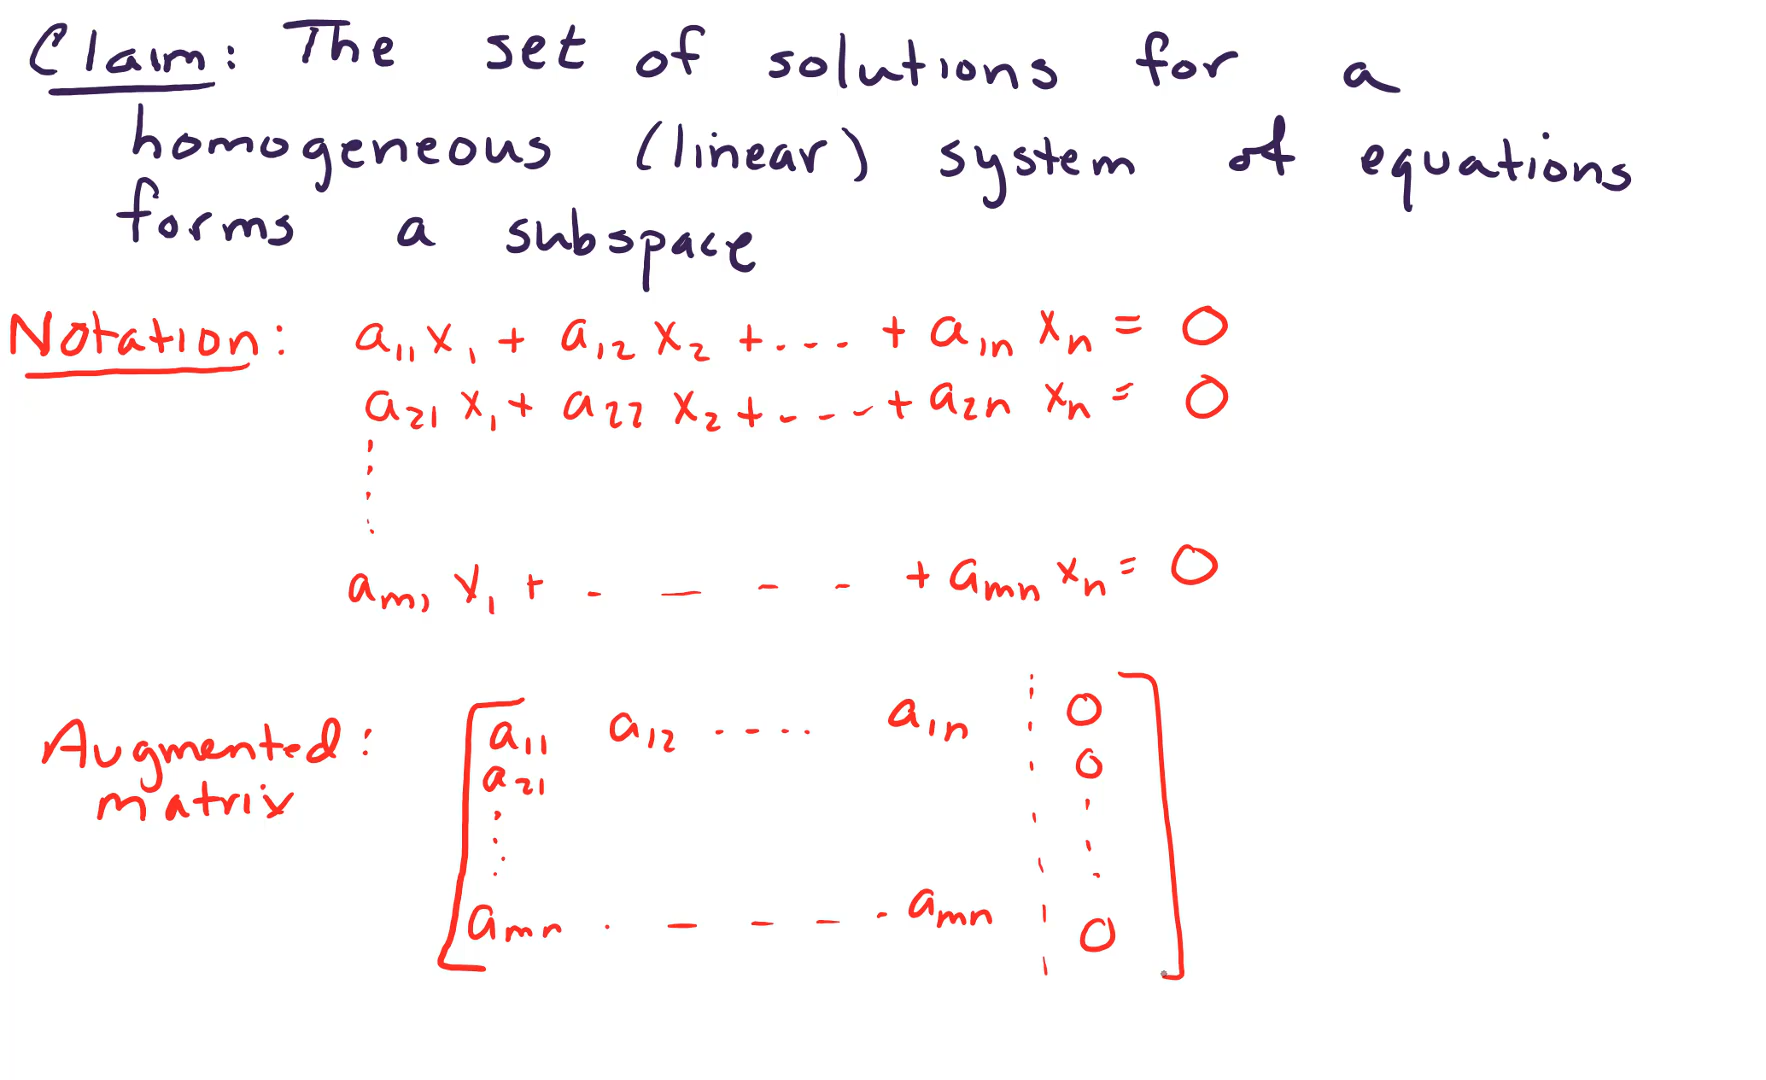 Claim: The set of solutions for a
homogeneous (linear) system of equations
forms a subspace
Notation: a₁₁x₁ + a₁₂ x₂ +... + a₁ₙ xₙ = 0
a₂₁ x₁ + a₂₂ x₂ + - - - + a₂ₙ xₙ = 0
⋮
aₘ₁ x₁ + - - - - + aₘₙ xₙ = 0
Augmented: matrix
[a₁₁ a₁₂ .... a₁ₙ ¦ 0
a₂₁ ¦ 0
⋮ ¦ ⋮
aₘₙ . - - - . aₘₙ ¦ 0]